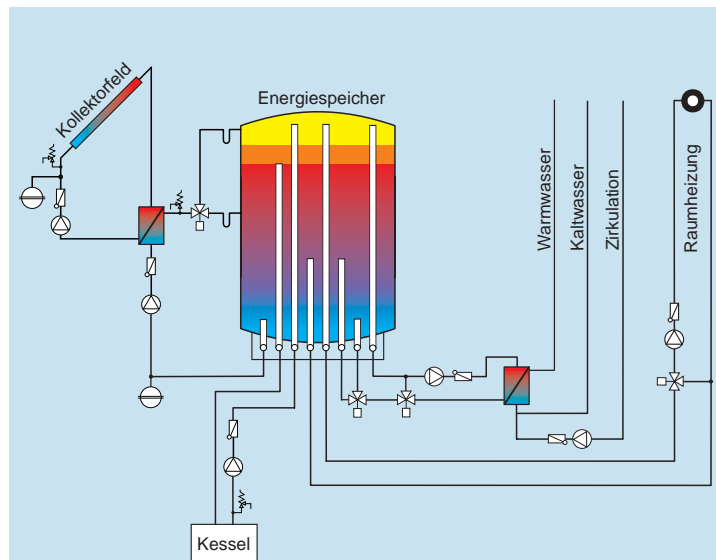 Kollektorfeld
Energiespeicher
Warmwasser
Kaltwasser
Zirkulation
Raumheizung
Kessel